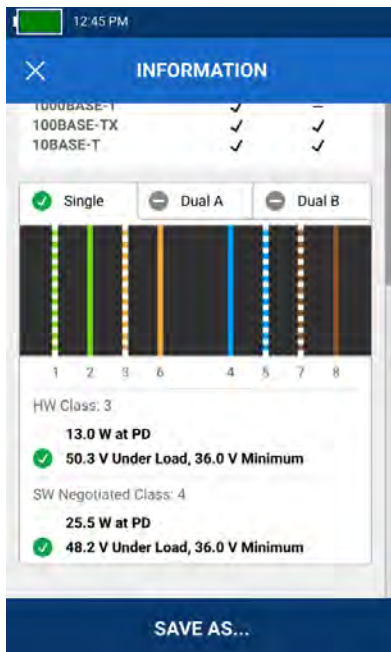 12:45 PM
INFORMATION
1000BASE-T ✓ –
100BASE-TX ✓ ✓
10BASE-T ✓ ✓
Single Dual A Dual B
1 2 3 6 4 5 7 8
HW Class: 3
13.0 W at PD
50.3 V Under Load, 36.0 V Minimum
SW Negotiated Class: 4
25.5 W at PD
48.2 V Under Load, 36.0 V Minimum
SAVE AS...